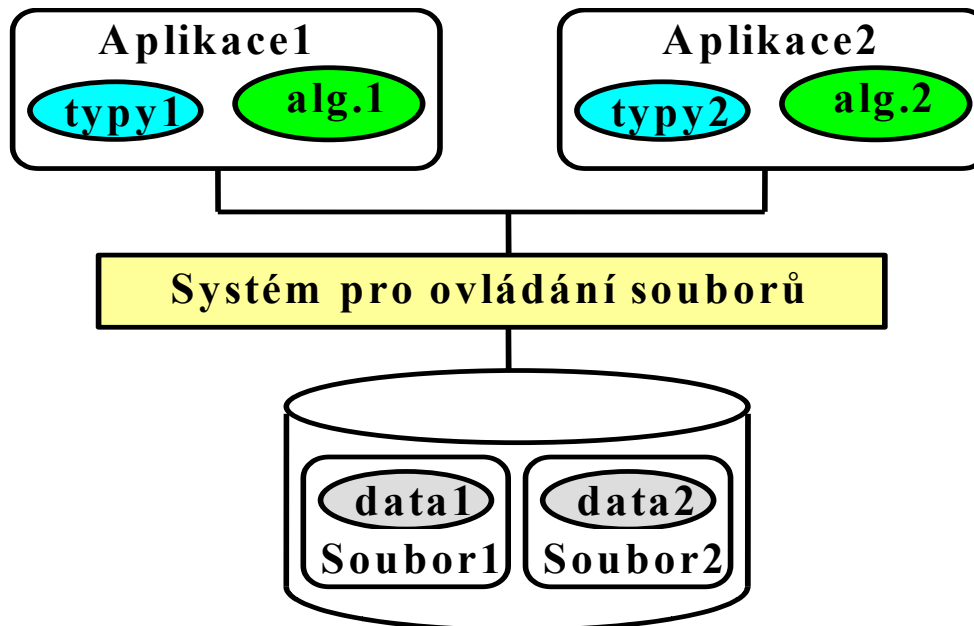 Aplikace1
Aplikace2
typy1
alg.1
typy2
alg.2
Systém pro ovládání souborů
data1
data2
Soubor1
Soubor2